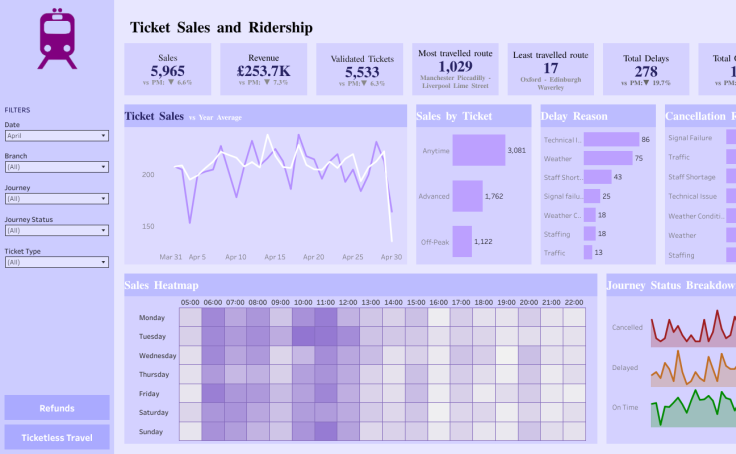 Ticket Sales and Ridership
Sales
5,965
vs PM: ▼ 6.6%
Revenue
£253.7K
vs PM: ▼ 7.3%
Validated Tickets
5,533
vs PM: ▼ 6.3%
Most travelled route
1,029
Manchester Piccadilly -
Liverpool Lime Street
Least travelled route
17
Oxford - Edinburgh
Waverley
Total Delays
278
vs PM: ▼ 19.7%
FILTERS
Date
April
Branch
(All)
Journey
(All)
Journey Status
(All)
Ticket Type
(All)
Refunds
Ticketless Travel
Ticket Sales vs Year Average
200
150
Mar 31 Apr 5 Apr 10 Apr 15 Apr 20 Apr 25 Apr 30
Sales by Ticket
Anytime 3,081
Advanced 1,762
Off-Peak 1,122
Delay Reason
Technical I.. 86
Weather 75
Staff Short.. 43
Signal failu.. 25
Weather C.. 18
Staffing 18
Traffic 13
Cancellation R
Signal Failure
Traffic
Staff Shortage
Technical Issue
Weather Conditi..
Weather
Staffing
Sales Heatmap
05:00 06:00 07:00 08:00 09:00 10:00 11:00 12:00 13:00 14:00 15:00 16:00 17:00 18:00 19:00 20:00 21:00 22:00
Monday
Tuesday
Wednesday
Thursday
Friday
Saturday
Sunday
Journey Status Breakdow
Cancelled
Delayed
On Time